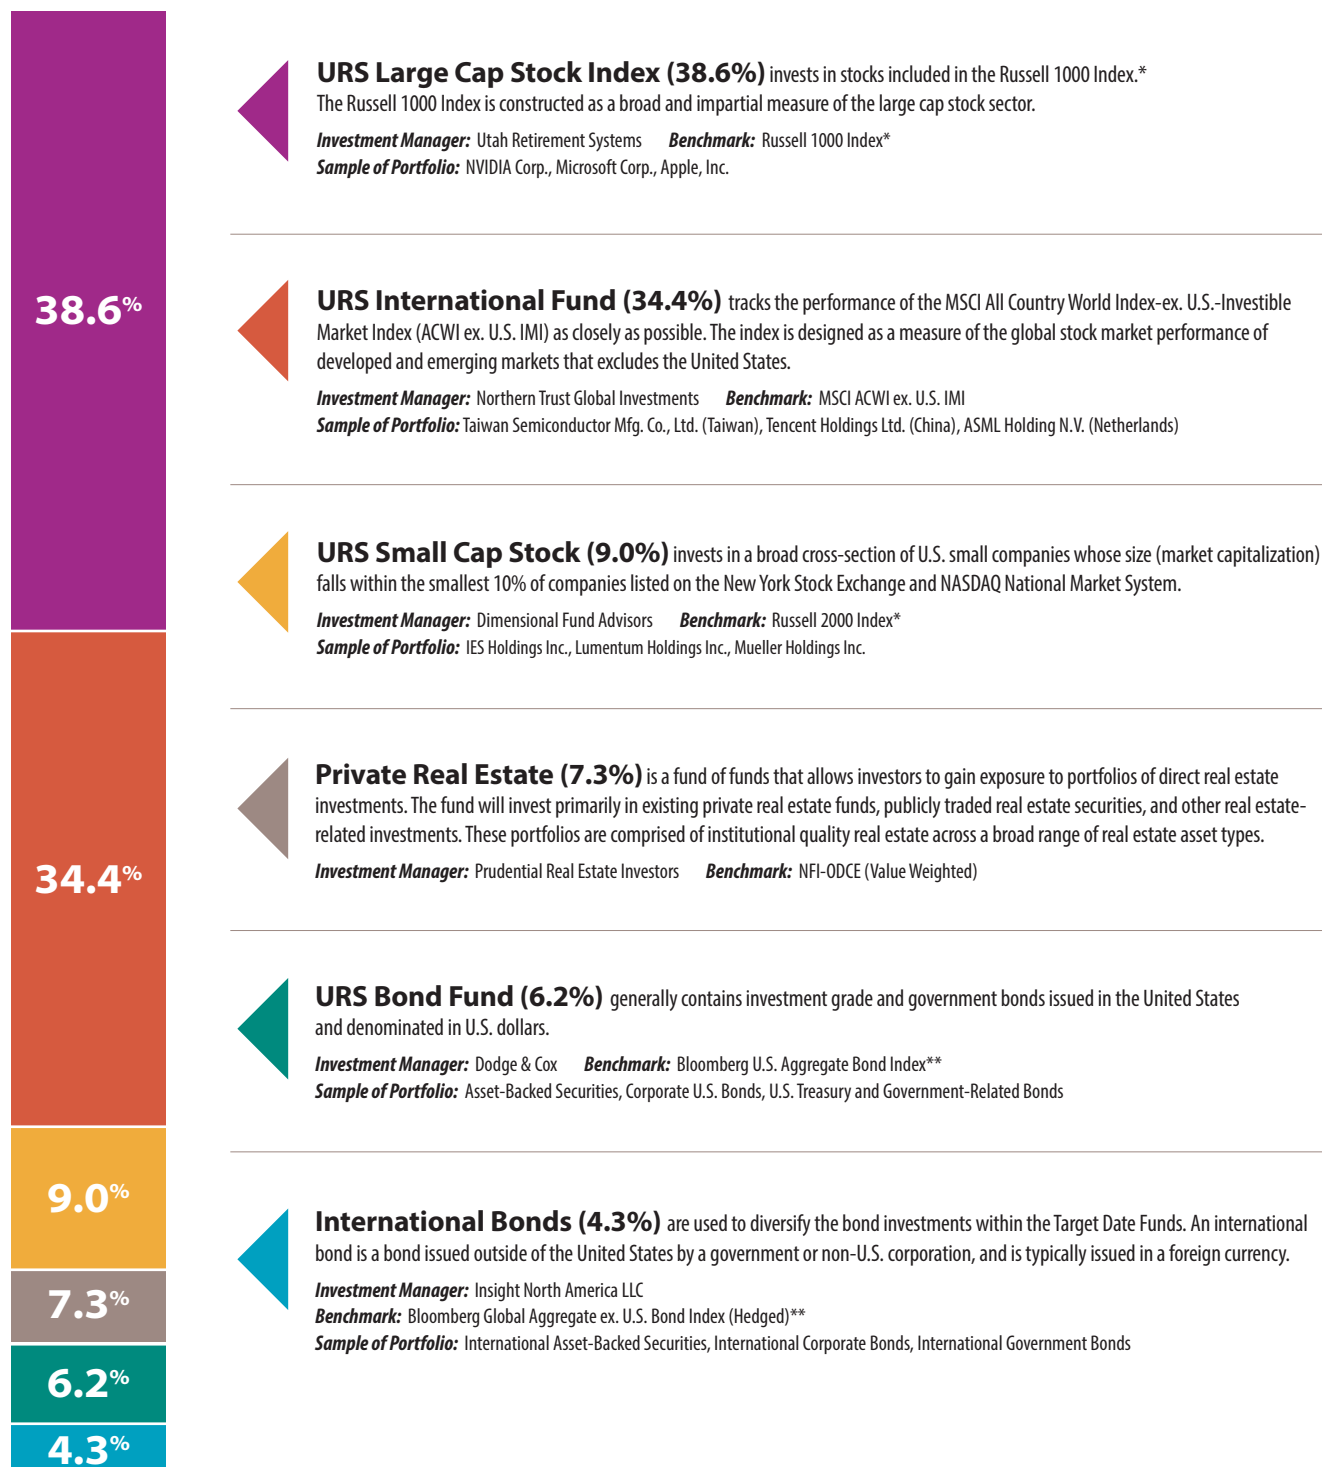 38.6%
34.4%
9.0%
7.3%
6.2%
4.3%
URS Large Cap Stock Index (38.6%) invests in stocks included in the Russell 1000 Index.*
The Russell 1000 Index is constructed as a broad and impartial measure of the large cap stock sector.
Investment Manager: Utah Retirement Systems Benchmark: Russell 1000 Index*
Sample of Portfolio: NVIDIA Corp., Microsoft Corp., Apple, Inc.
URS International Fund (34.4%) tracks the performance of the MSCI All Country World Index-ex. U.S.-Investible
Market Index (ACWI ex. U.S. IMI) as closely as possible. The index is designed as a measure of the global stock market performance of
developed and emerging markets that excludes the United States.
Investment Manager: Northern Trust Global Investments Benchmark: MSCI ACWI ex. U.S. IMI
Sample of Portfolio: Taiwan Semiconductor Mfg. Co., Ltd. (Taiwan), Tencent Holdings Ltd. (China), ASML Holding N.V. (Netherlands)
URS Small Cap Stock (9.0%) invests in a broad cross-section of U.S. small companies whose size (market capitalization)
falls within the smallest 10% of companies listed on the New York Stock Exchange and NASDAQ National Market System.
Investment Manager: Dimensional Fund Advisors Benchmark: Russell 2000 Index*
Sample of Portfolio: IES Holdings Inc., Lumentum Holdings Inc., Mueller Holdings Inc.
Private Real Estate (7.3%) is a fund of funds that allows investors to gain exposure to portfolios of direct real estate
investments. The fund will invest primarily in existing private real estate funds, publicly traded real estate securities, and other real estate-
related investments. These portfolios are comprised of institutional quality real estate across a broad range of real estate asset types.
Investment Manager: Prudential Real Estate Investors Benchmark: NFI-ODCE (Value Weighted)
URS Bond Fund (6.2%) generally contains investment grade and government bonds issued in the United States
and denominated in U.S. dollars.
Investment Manager: Dodge & Cox Benchmark: Bloomberg U.S. Aggregate Bond Index**
Sample of Portfolio: Asset-Backed Securities, Corporate U.S. Bonds, U.S. Treasury and Government-Related Bonds
International Bonds (4.3%) are used to diversify the bond investments within the Target Date Funds. An international
bond is a bond issued outside of the United States by a government or non-U.S. corporation, and is typically issued in a foreign currency.
Investment Manager: Insight North America LLC
Benchmark: Bloomberg Global Aggregate ex. U.S. Bond Index (Hedged)**
Sample of Portfolio: International Asset-Backed Securities, International Corporate Bonds, International Government Bonds